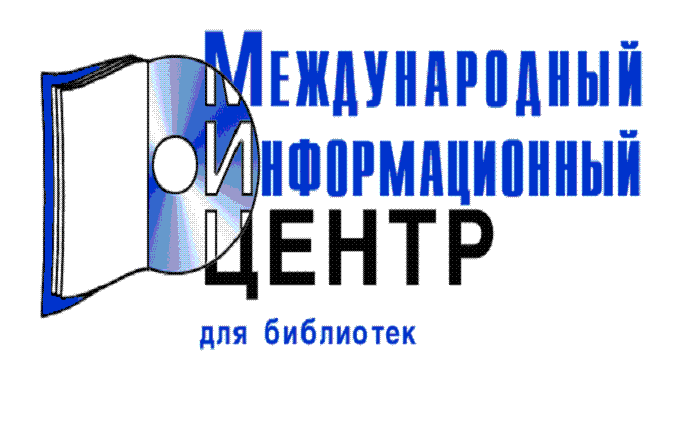 Международный
Информационный
ЦЕНТР
для библиотек